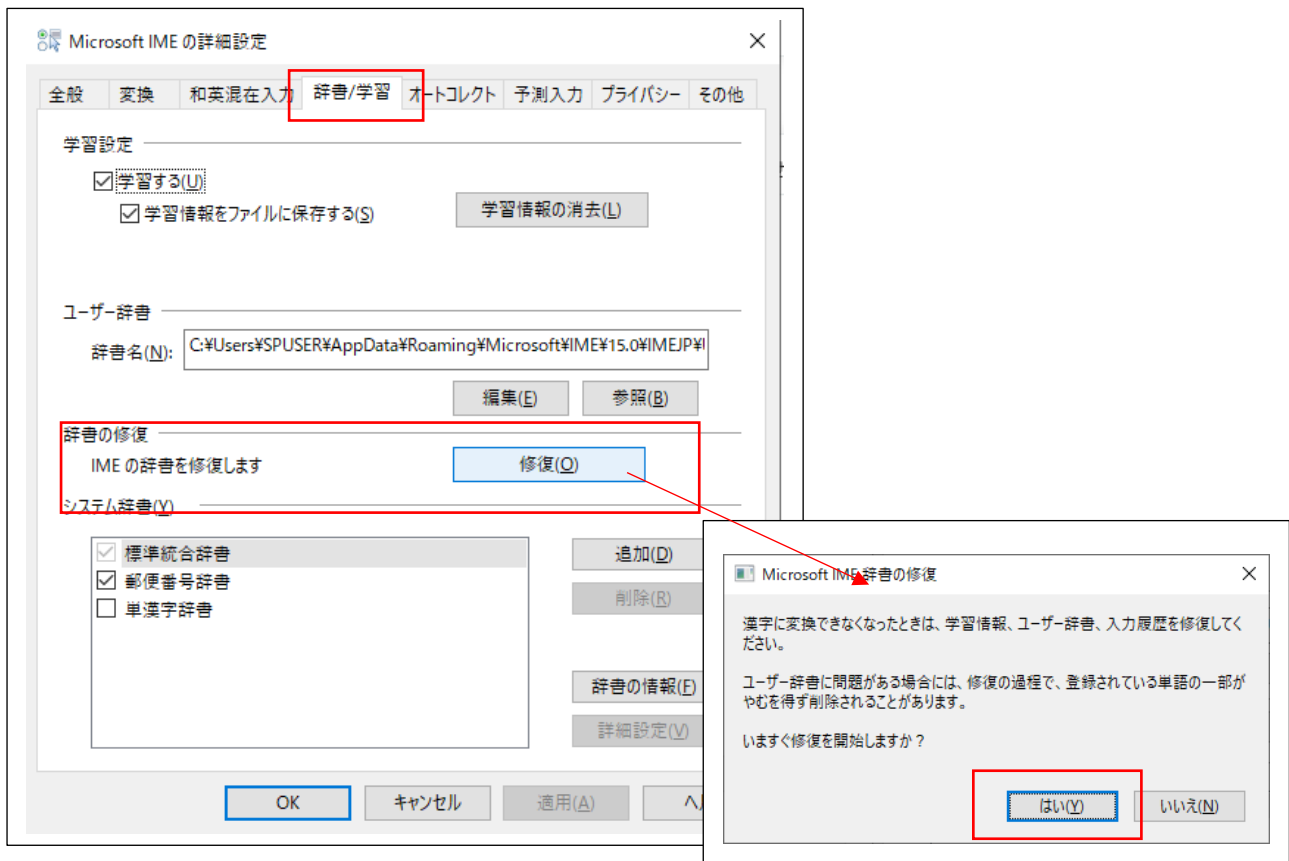 Microsoft IME の詳細設定
全般 変換 和英混在入力 辞書/学習 オートコレクト 予測入力 プライバシー その他
学習設定
学習する(U)
学習情報をファイルに保存する(S) 学習情報の消去(L)
ユーザー辞書
辞書名(N): C:¥Users¥SPUSER¥AppData¥Roaming¥Microsoft¥IME¥15.0¥IMEJP¥
編集(E) 参照(B)
辞書の修復
IME の辞書を修復します 修復(O)
システム辞書(Y)
標準統合辞書
郵便番号辞書
単漢字辞書
追加(D)
削除(R)
辞書の情報(F)
詳細設定(V)
OK キャンセル 適用(A)
Microsoft IME 辞書の修復
漢字に変換できなくなったときは、学習情報、ユーザー辞書、入力履歴を修復してく
ださい。
ユーザー辞書に問題がある場合には、修復の過程で、登録されている単語の一部が
やむを得ず削除されることがあります。
いますぐ修復を開始しますか？
はい(Y) いいえ(N)